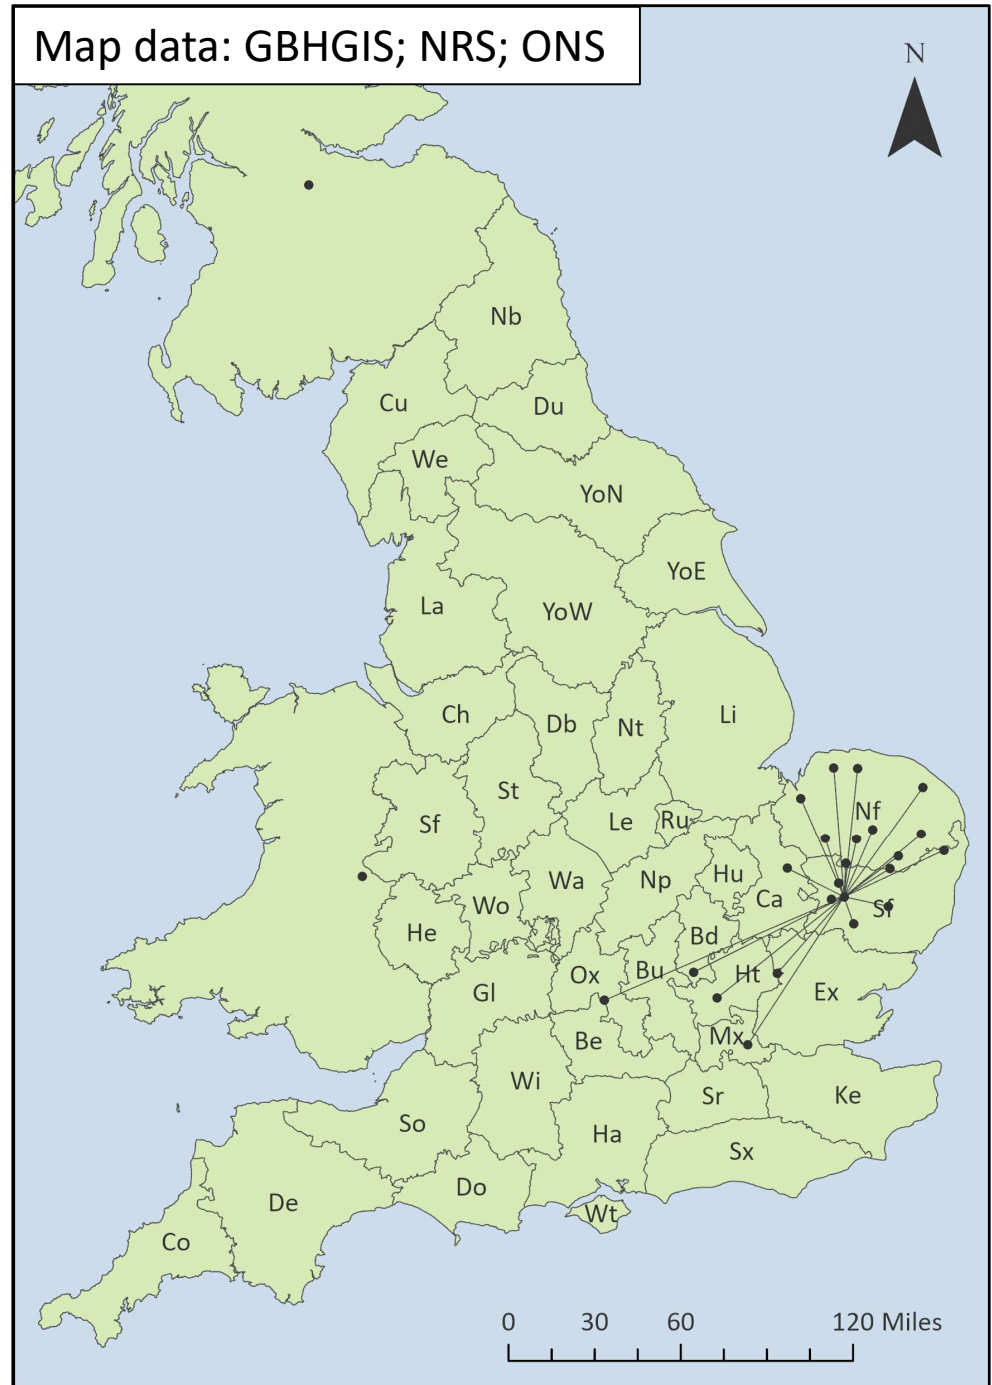 Map data: GBHGIS; NRS; ONS
N
Nb
Cu
Du
We
YoN
YoE
La
YoW
Ch
Db
Nt
Li
St
Sf
Le
Ru
Nf
Wa
Np
Hu
Ca
Wo
He
Sf
Bd
Gl
Ox
Bu
Ht
Ex
Be
Mx
Wi
Sr
Ke
So
Ha
Sx
Do
De
Wt
Co
0 30 60 120 Miles